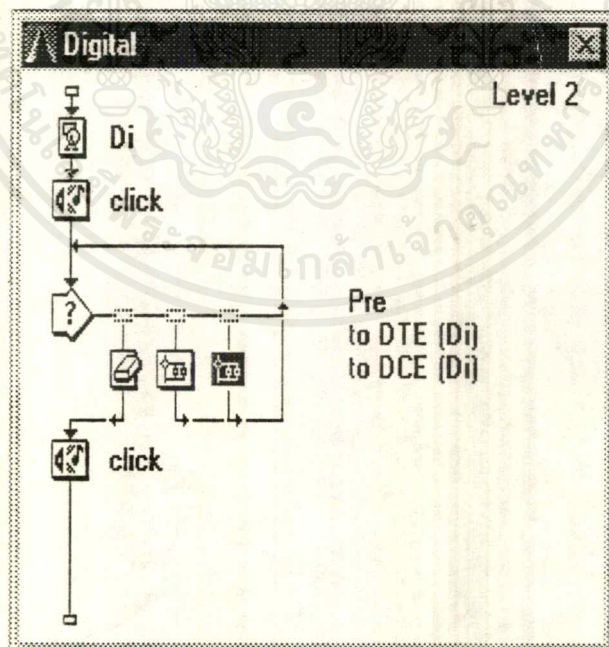 Digital
Level 2
Di
click
?
Pre
to DTE (Di)
to DCE (Di)
click